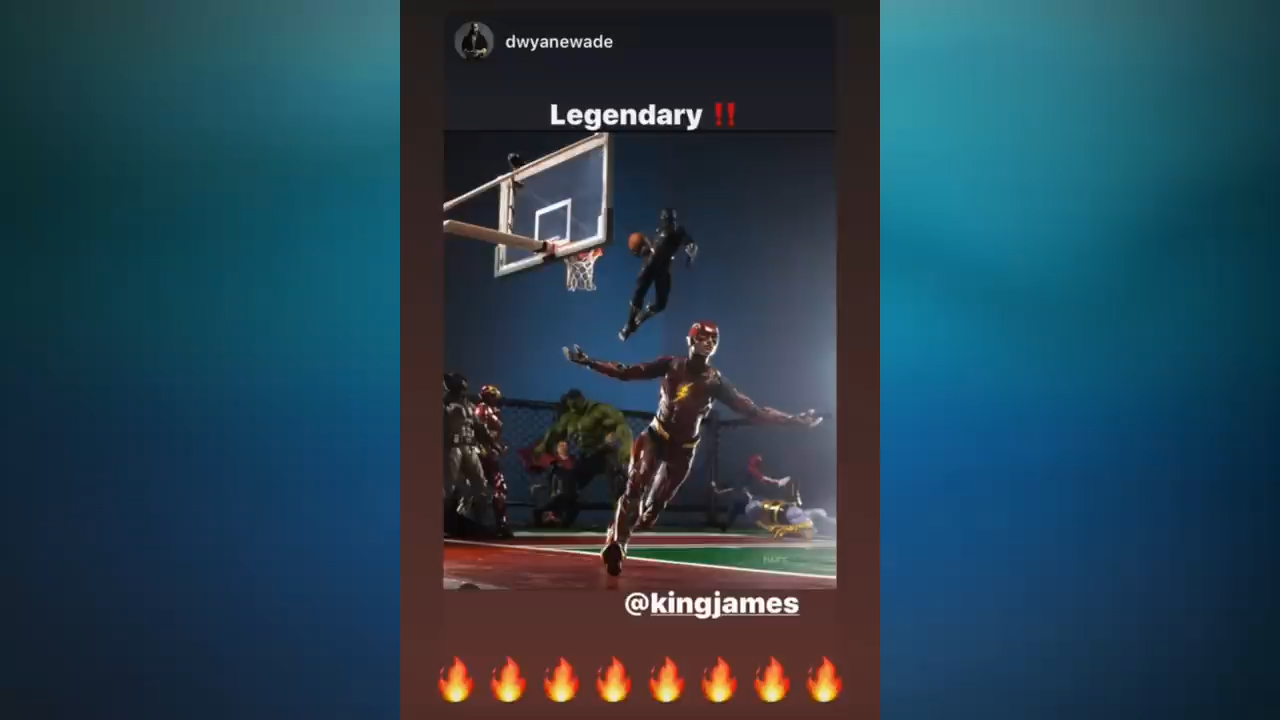 dwyanewade
Legendary ‼️
@kingjames
🔥🔥🔥🔥🔥🔥🔥🔥